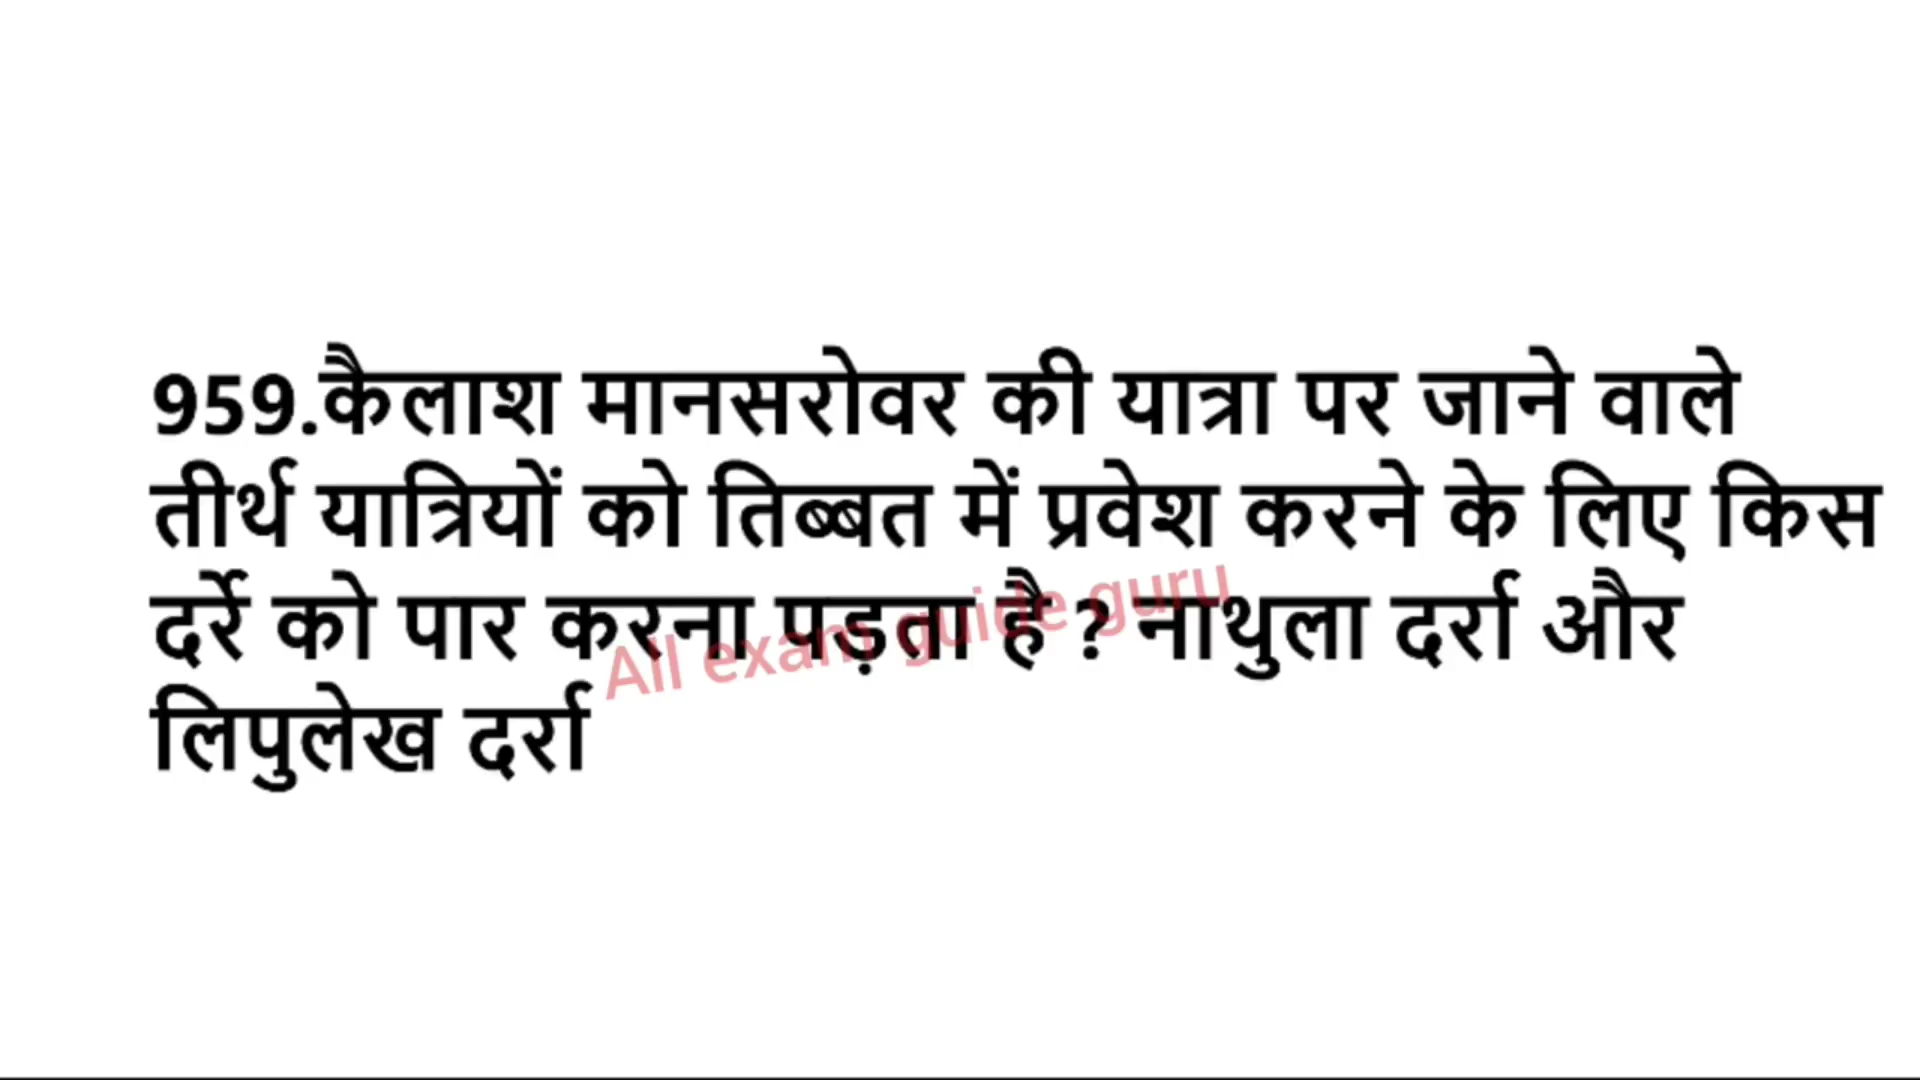 959.कैलाश मानसरोवर की यात्रा पर जाने वाले
तीर्थ यात्रियों को तिब्बत में प्रवेश करने के लिए किस
दर्रे को पार करना पड़ता है ? नाथुला दर्रा और
लिपुलेख दर्रा
All exam guide guru